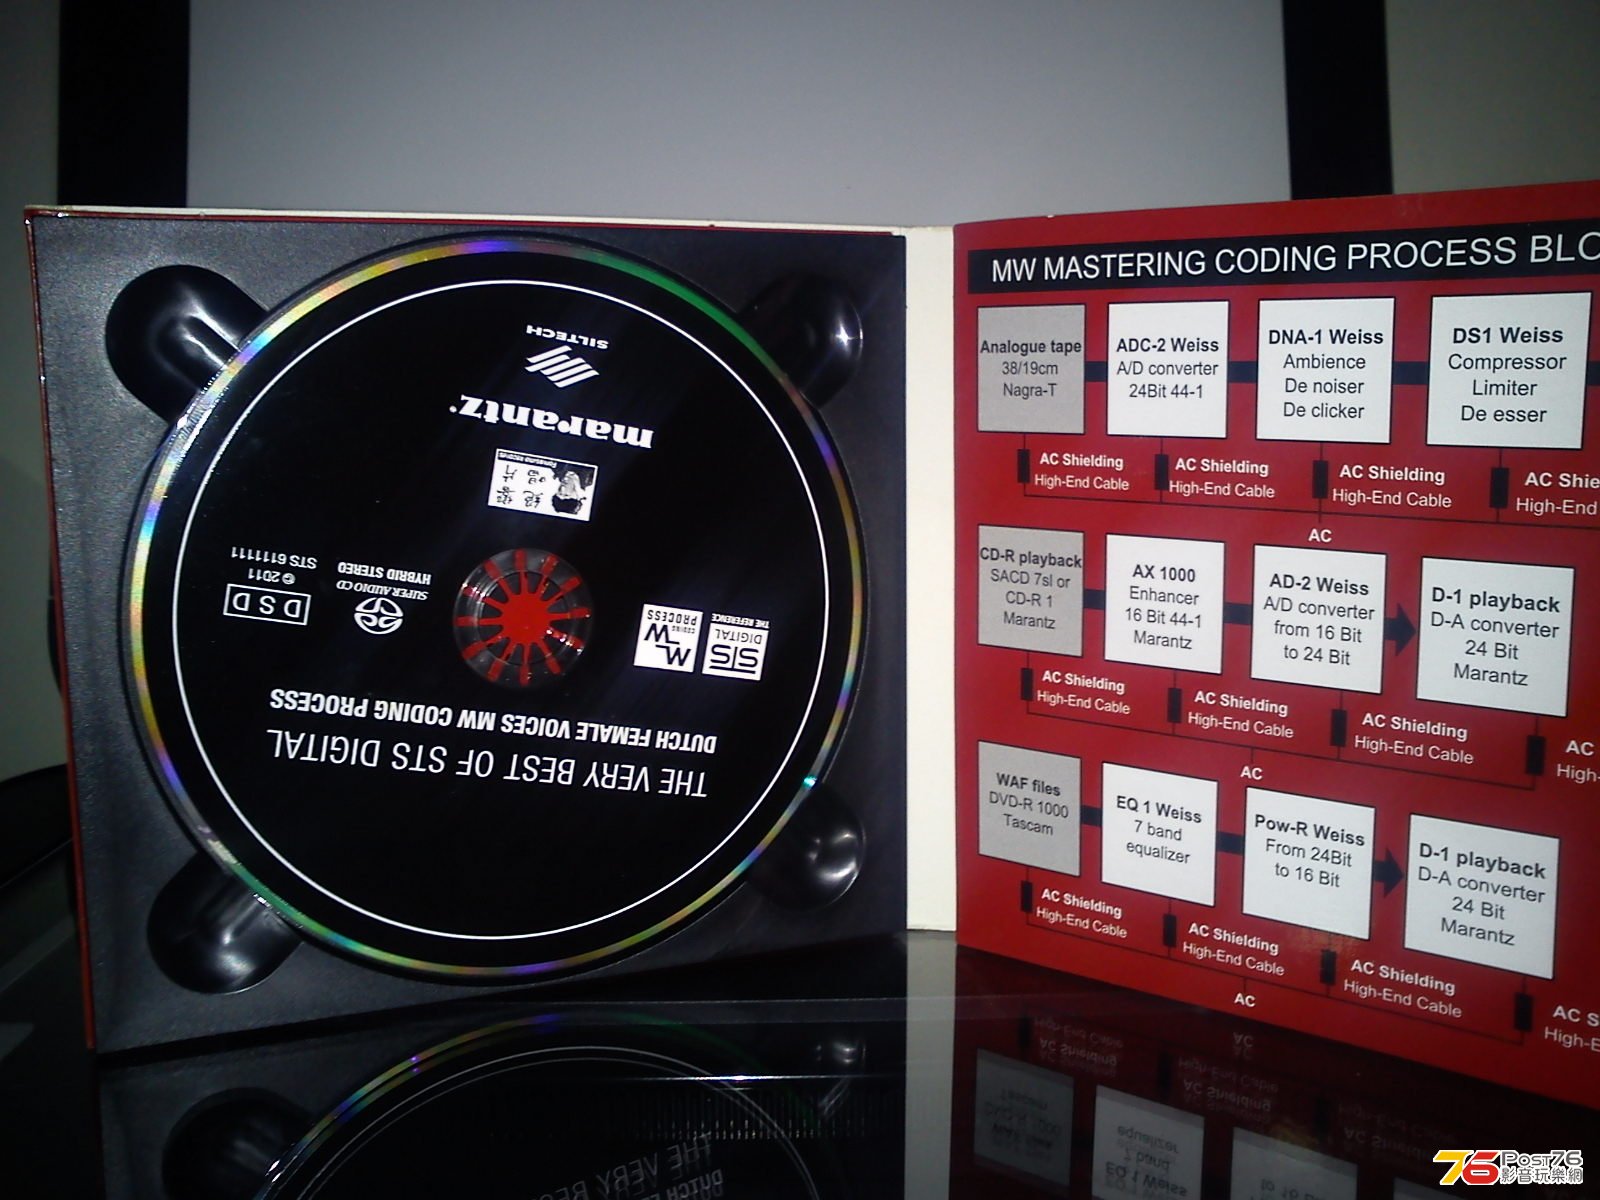 SILTECH
marantz
THE VERY BEST OF STS DIGITAL
DUTCH FEMALE VOICES MW CODING PROCESS
STS DIGITAL
THE REFERENCE
MW
CODING PROCESS
SUPER AUDIO CD
HYBRID STEREO
DSD
© 2011
STS 6111111
MW MASTERING CODING PROCESS BLO
Analogue tape
38/19cm
Nagra-T
ADC-2 Weiss
A/D converter
24Bit 44-1
DNA-1 Weiss
Ambience
De noiser
De clicker
DS1 Weiss
Compressor
Limiter
De esser
AC Shielding
High-End Cable
AC Shielding
High-End Cable
AC Shielding
High-End Cable
AC Shie
High-End
AC
CD-R playback
SACD 7sl or
CD-R 1
Marantz
AX 1000
Enhancer
16 Bit 44-1
Marantz
AD-2 Weiss
A/D converter
from 16 Bit
to 24 Bit
D-1 playback
D-A converter
24 Bit
Marantz
AC Shielding
High-End Cable
AC Shielding
High-End Cable
AC Shielding
High-End Cable
AC
High-
AC
WAF files
DVD-R 1000
Tascam
EQ 1 Weiss
7 band
equalizer
Pow-R Weiss
From 24Bit
to 16 Bit
D-1 playback
D-A converter
24 Bit
Marantz
AC Shielding
High-End Cable
AC Shielding
High-End Cable
AC Shielding
High-End Cable
AC S
High-E
AC
76 Post76
影音玩樂網